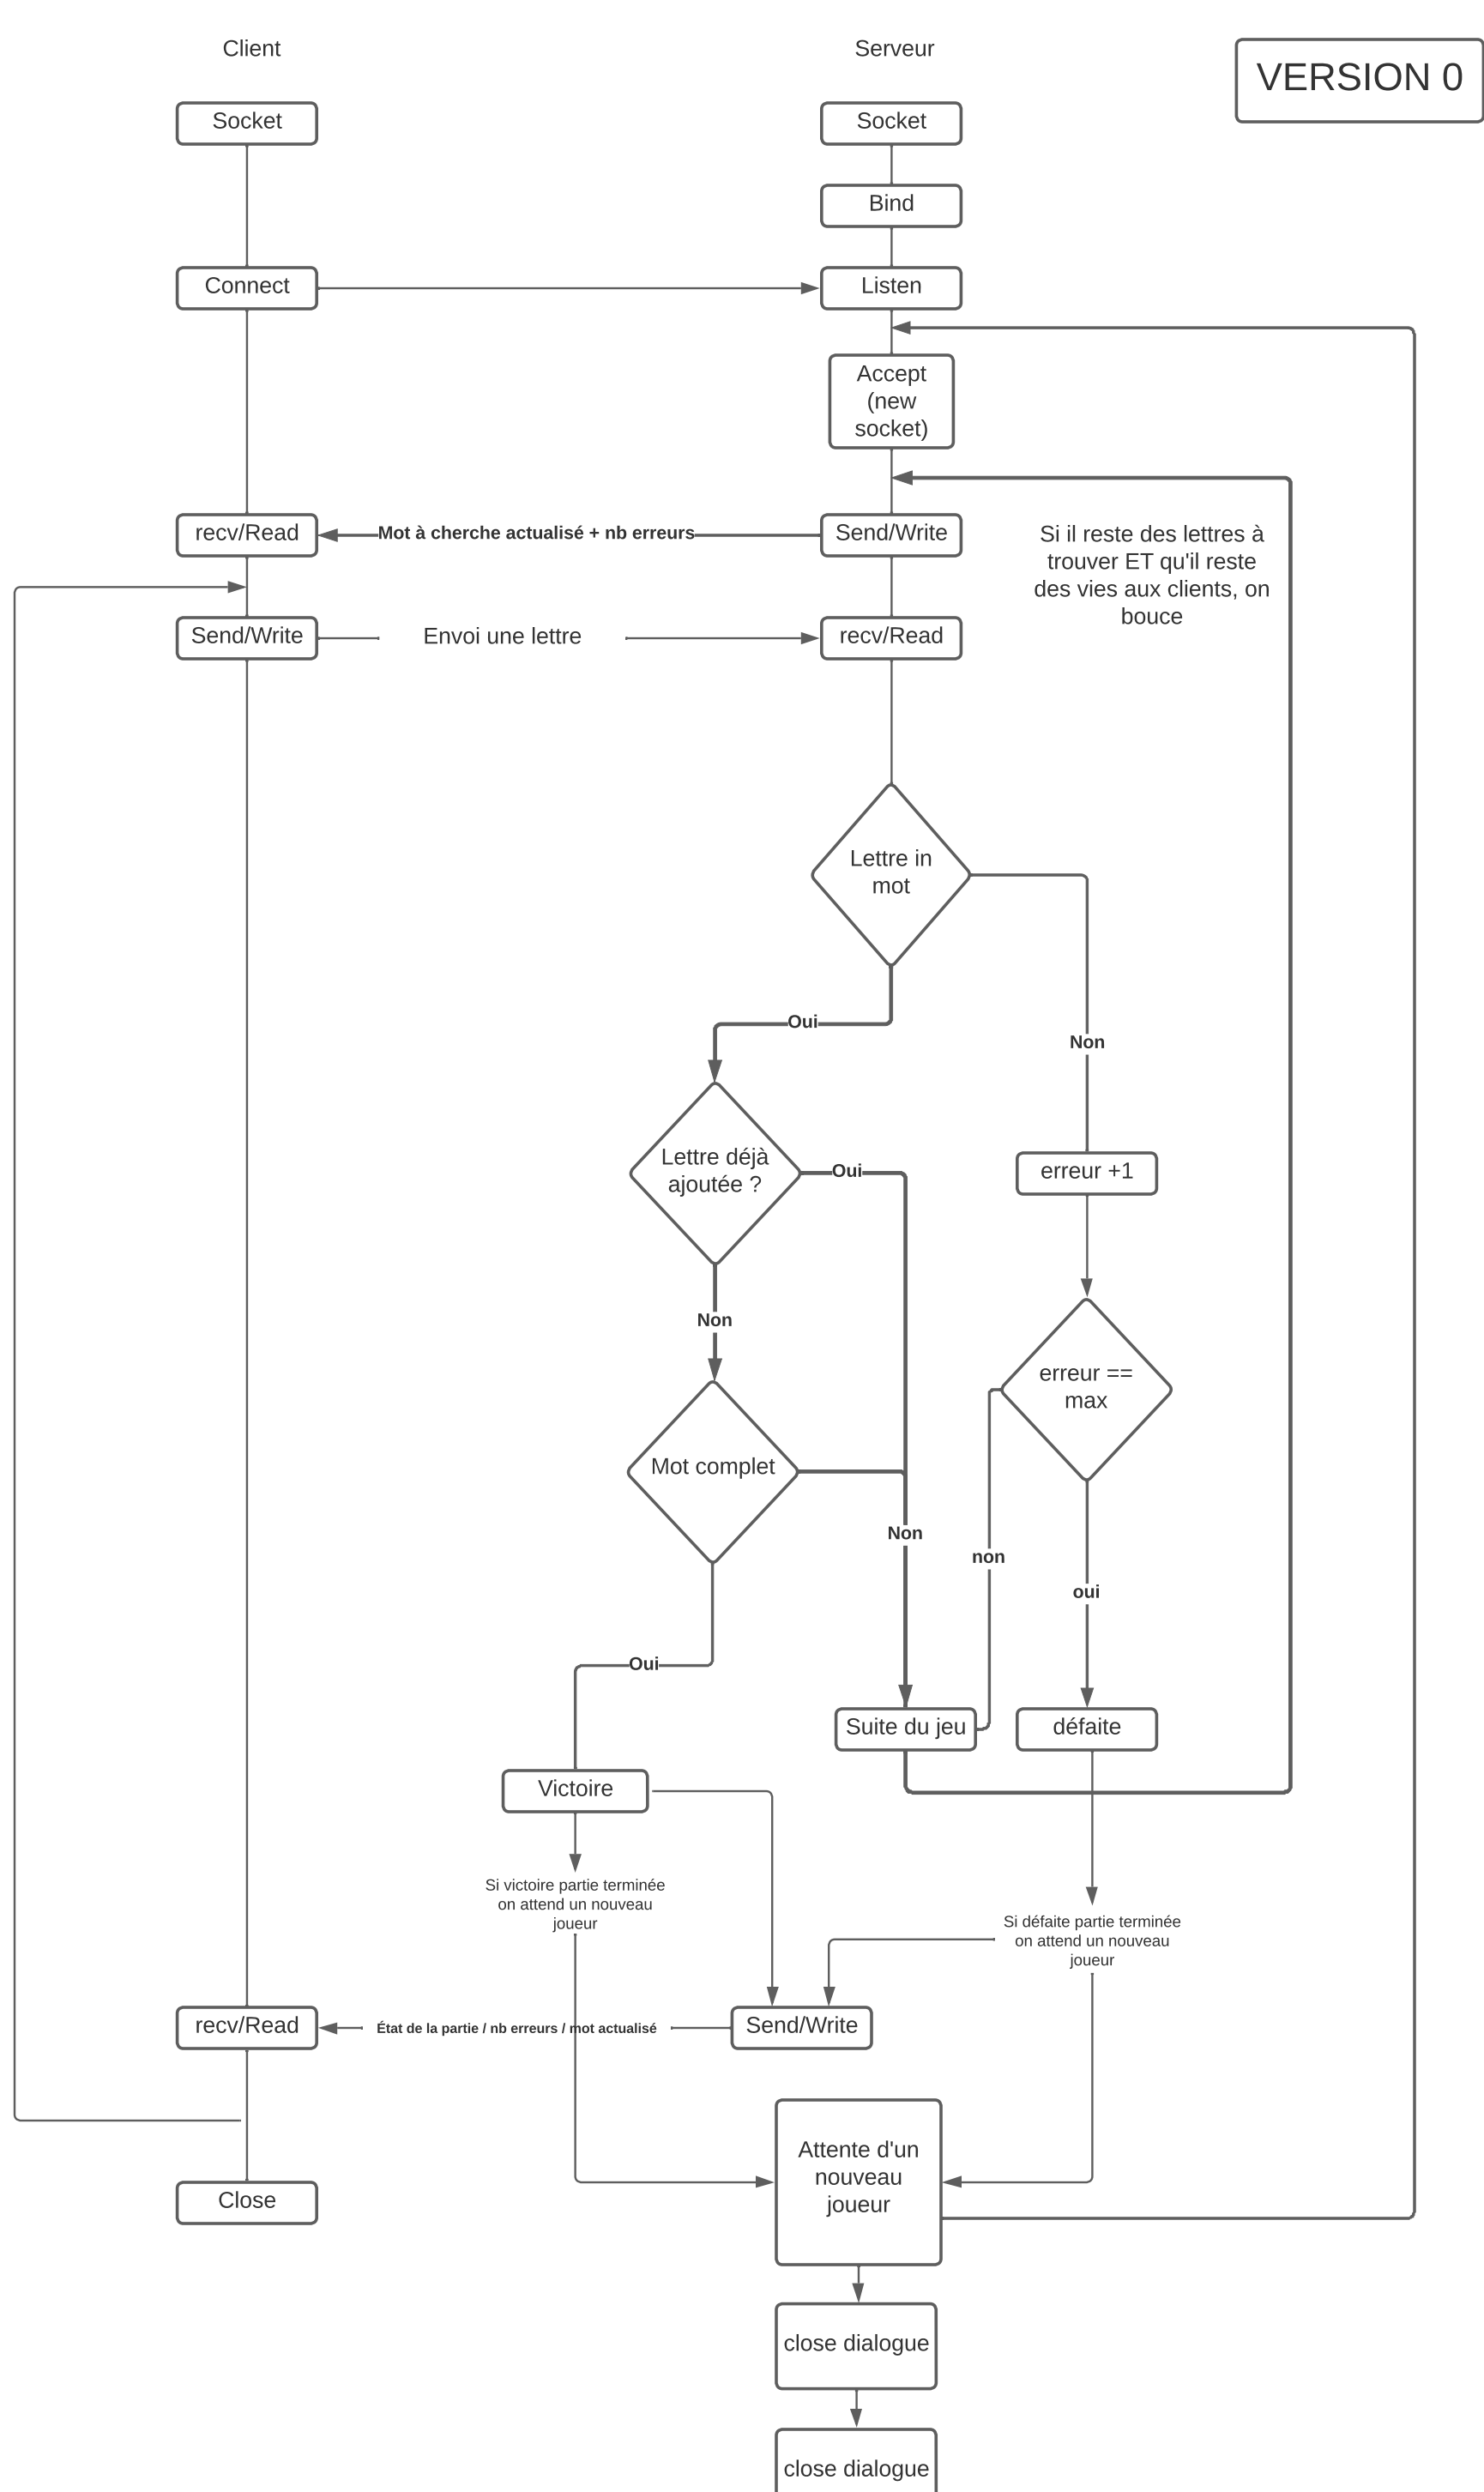 Client
Serveur
VERSION 0
Socket
Socket
Bind
Connect
Listen
Accept
(new
socket)
recv/Read
Mot à cherche actualisé + nb erreurs
Send/Write
Si il reste des lettres à
trouver ET qu'il reste
des vies aux clients, on
bouce
Send/Write
Envoi une lettre
recv/Read
Lettre in
mot
Oui
Non
Lettre déjà
ajoutée ?
Oui
erreur +1
Non
erreur ==
max
Mot complet
Non
non
oui
Oui
Suite du jeu
défaite
Victoire
Si victoire partie terminée
on attend un nouveau
joueur
Si défaite partie terminée
on attend un nouveau
joueur
recv/Read
État de la partie / nb erreurs / mot actualisé
Send/Write
Attente d'un
nouveau
joueur
Close
close dialogue
close dialogue